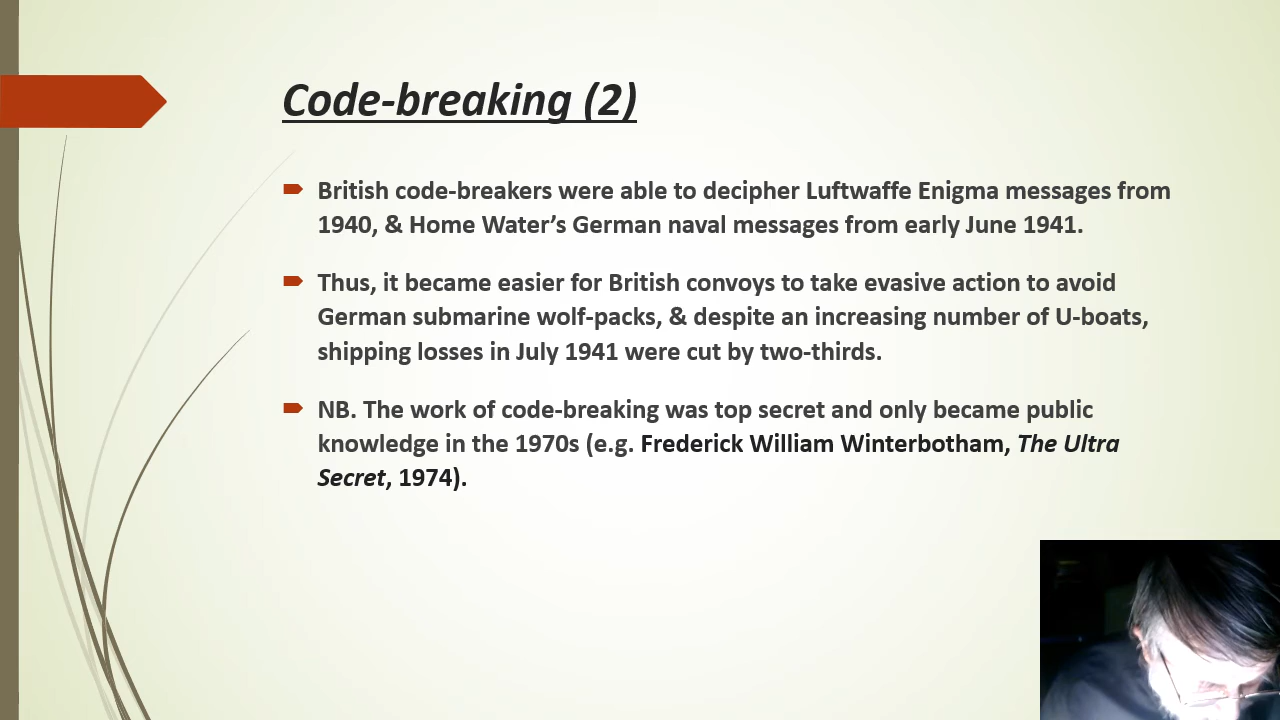 Code-breaking (2)
British code-breakers were able to decipher Luftwaffe Enigma messages from
1940, & Home Water’s German naval messages from early June 1941.
Thus, it became easier for British convoys to take evasive action to avoid
German submarine wolf-packs, & despite an increasing number of U-boats,
shipping losses in July 1941 were cut by two-thirds.
NB. The work of code-breaking was top secret and only became public
knowledge in the 1970s (e.g. Frederick William Winterbotham, The Ultra
Secret, 1974).